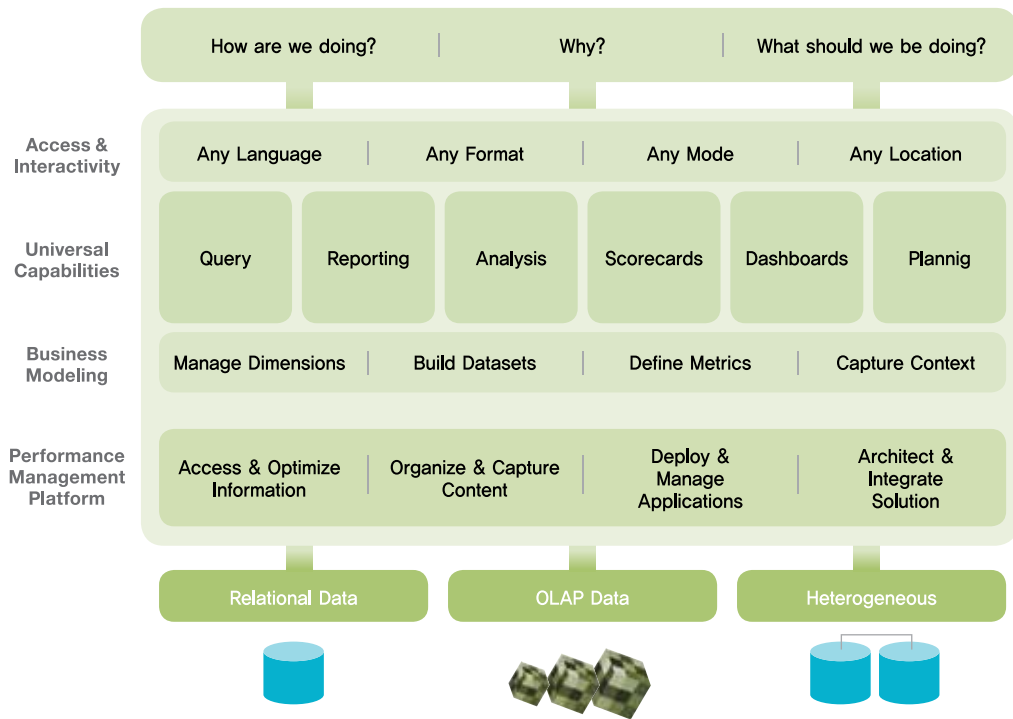 How are we doing?
Why?
What should we be doing?
Access &
Interactivity
Any Language
Any Format
Any Mode
Any Location
Universal
Capabilities
Query
Reporting
Analysis
Scorecards
Dashboards
Plannig
Business
Modeling
Manage Dimensions
Build Datasets
Define Metrics
Capture Context
Performance
Management
Platform
Access & Optimize
Information
Organize & Capture
Content
Deploy &
Manage
Applications
Architect &
Integrate
Solution
Relational Data
OLAP Data
Heterogeneous